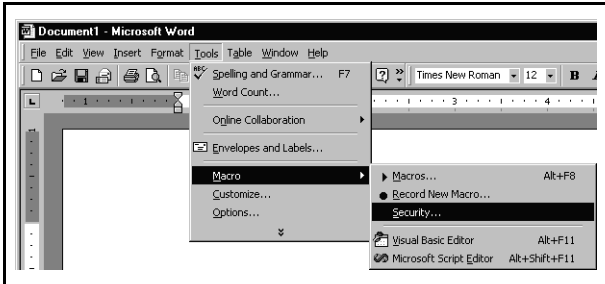 Document1 - Microsoft Word
File Edit View Insert Format Tools Table Window Help
ABC Spelling and Grammar... F7
Times New Roman 12 B
Word Count...
1 3 4
Online Collaboration
Envelopes and Labels...
Macro
Macros... Alt+F8
Customize...
Record New Macro...
Options...
Security...
Visual Basic Editor Alt+F11
Microsoft Script Editor Alt+Shift+F11